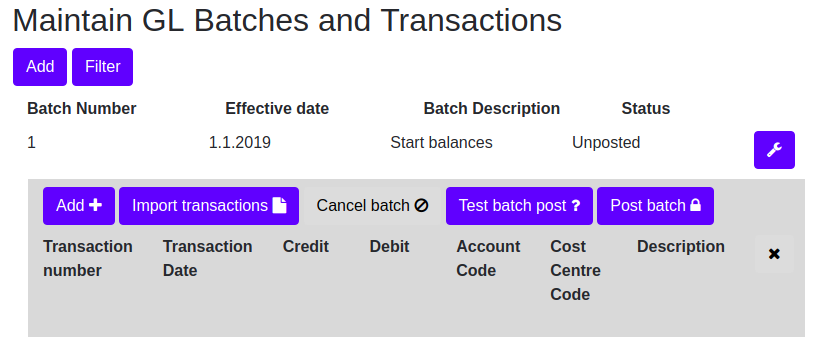 Maintain GL Batches and Transactions
Add Filter
Batch Number Effective date Batch Description Status
1 1.1.2019 Start balances Unposted
Add Import transactions Cancel batch Test batch post ? Post batch
Transaction number Transaction Date Credit Debit Account Code Cost Centre Code Description